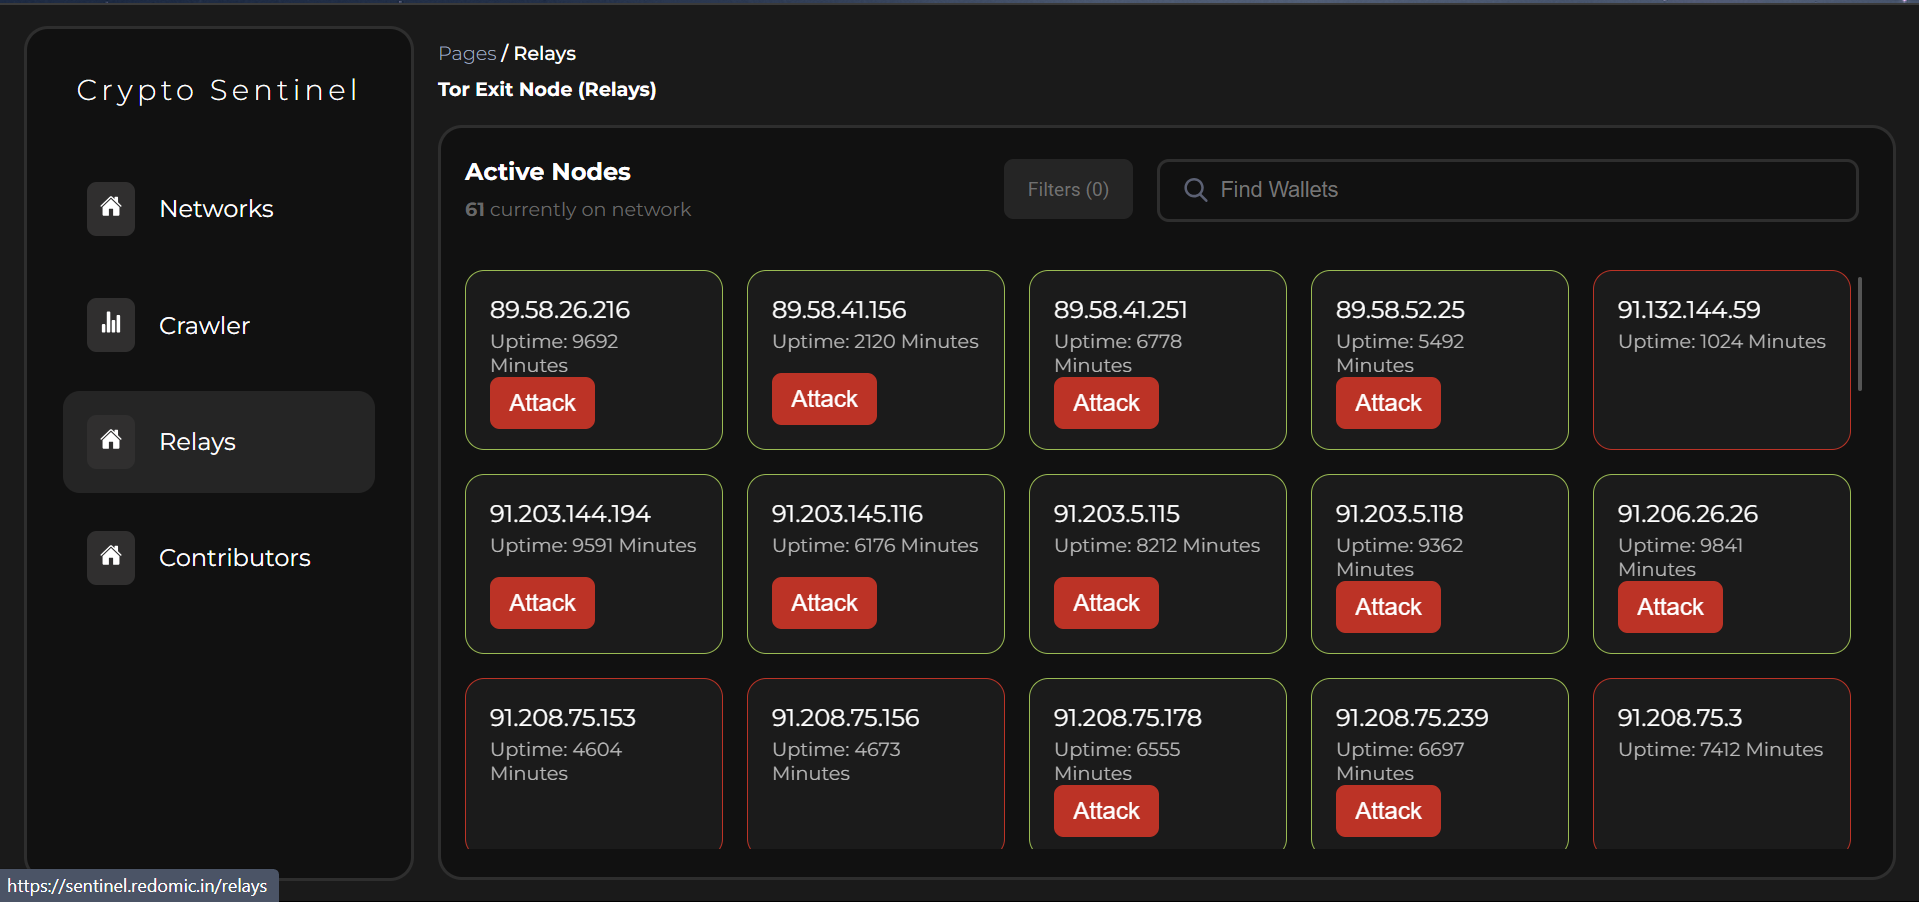 Crypto Sentinel
Networks
Crawler
Relays
Contributors
Pages / Relays
Tor Exit Node (Relays)
Active Nodes
61 currently on network
Filters (0)
Find Wallets
89.58.26.216
Uptime: 9692
Minutes
Attack
89.58.41.156
Uptime: 2120 Minutes
Attack
89.58.41.251
Uptime: 6778
Minutes
Attack
89.58.52.25
Uptime: 5492
Minutes
Attack
91.132.144.59
Uptime: 1024 Minutes
91.203.144.194
Uptime: 9591 Minutes
Attack
91.203.145.116
Uptime: 6176 Minutes
Attack
91.203.5.115
Uptime: 8212 Minutes
Attack
91.203.5.118
Uptime: 9362
Minutes
Attack
91.206.26.26
Uptime: 9841
Minutes
Attack
91.208.75.153
Uptime: 4604
Minutes
91.208.75.156
Uptime: 4673
Minutes
91.208.75.178
Uptime: 6555
Minutes
Attack
91.208.75.239
Uptime: 6697
Minutes
Attack
91.208.75.3
Uptime: 7412 Minutes
https://sentinel.redomic.in/relays